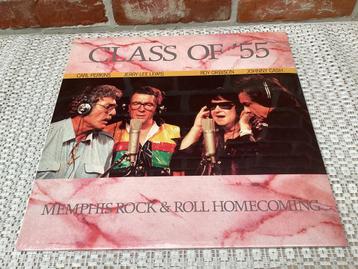 CLASS OF '55
CARL PERKINS JERRY LEE LEWIS ROY ORBISON JOHNNY CASH
MEMPHIS ROCK & ROLL HOMECOMING